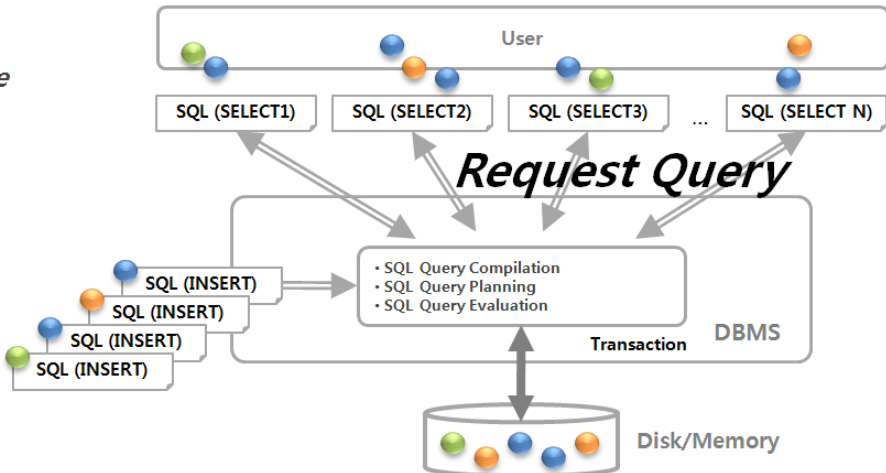 User
e
SQL (SELECT1)
SQL (SELECT2)
SQL (SELECT3)
...
SQL (SELECT N)
Request Query
• SQL Query Compilation
• SQL Query Planning
• SQL Query Evaluation
SQL (INSERT)
SQL (INSERT)
SQL (INSERT)
SQL (INSERT)
Transaction
DBMS
Disk/Memory